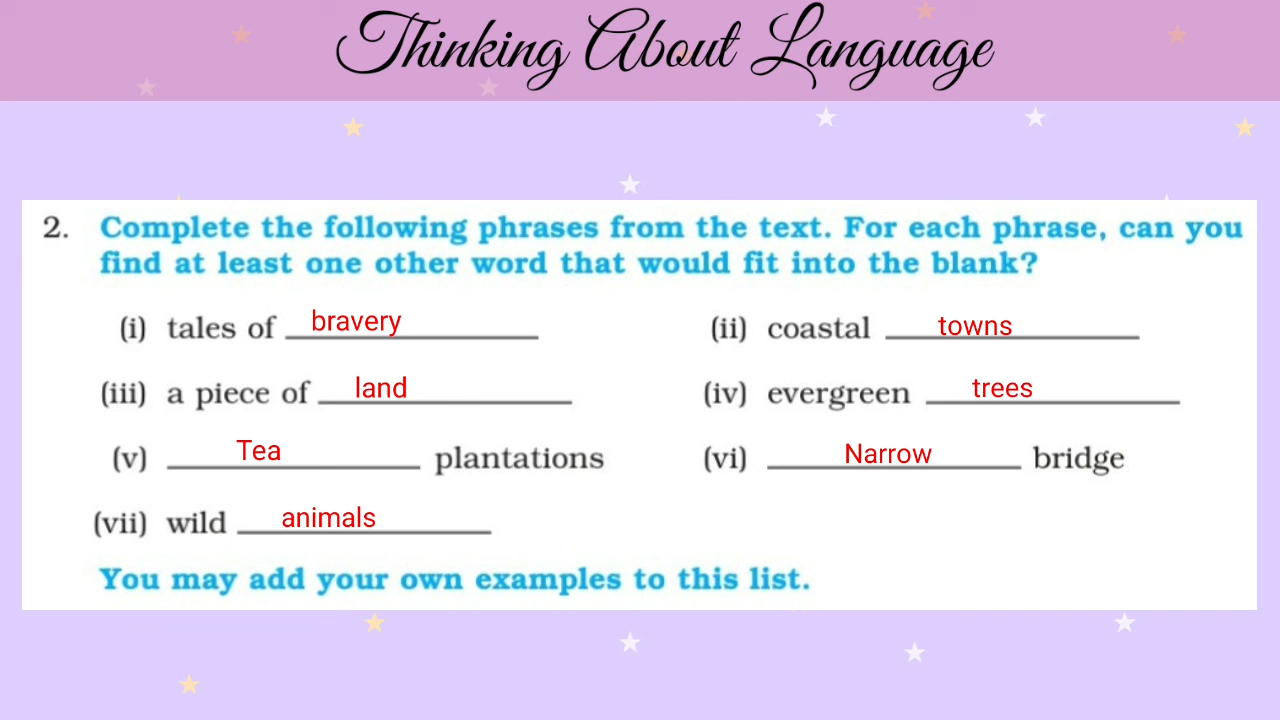 Thinking About Language
2. Complete the following phrases from the text. For each phrase, can you
find at least one other word that would fit into the blank?
(i) tales of bravery (ii) coastal towns
(iii) a piece of land (iv) evergreen trees
(v) Tea plantations (vi) Narrow bridge
(vii) wild animals
You may add your own examples to this list.